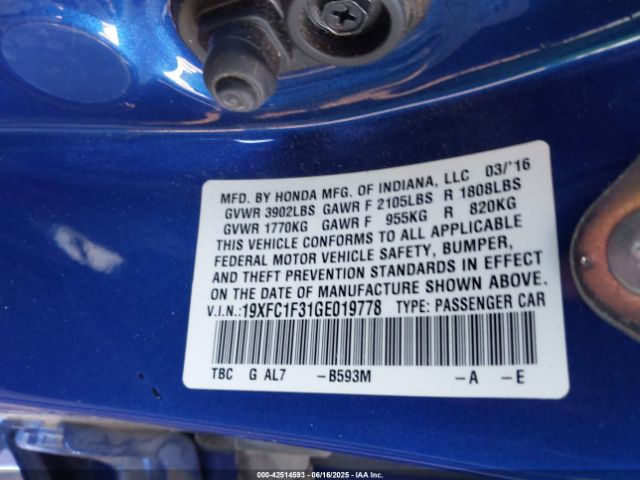 MFD. BY HONDA MFG. OF INDIANA, LLC 03/'16
GVWR 3902LBS GAWR F 2105LBS R 1808LBS
GVWR 1770KG GAWR F 955KG R 820KG
THIS VEHICLE CONFORMS TO ALL APPLICABLE
FEDERAL MOTOR VEHICLE SAFETY, BUMPER,
AND THEFT PREVENTION STANDARDS IN EFFECT
ON THE DATE OF MANUFACTURE SHOWN ABOVE.
V.I.N.:19XFC1F31GE019778 TYPE: PASSENGER CAR
TBC G AL7 -B593M -A -E
000-42514593 - 06/16/2025 - IAA Inc.